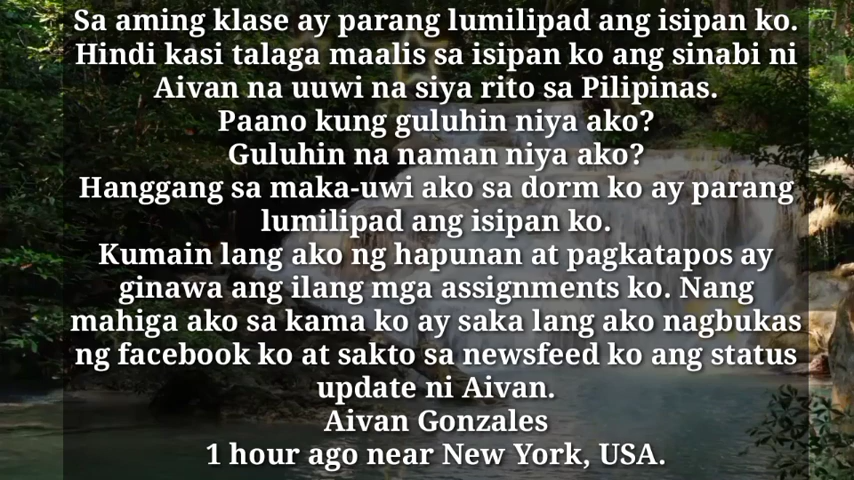 Sa aming klase ay parang lumilipad ang isipan ko.
Hindi kasi talaga maalis sa isipan ko ang sinabi ni
Aivan na uuwi na siya rito sa Pilipinas.
Paano kung guluhin niya ako?
Guluhin na naman niya ako?
Hanggang sa maka-uwi ako sa dorm ko ay parang
lumilipad ang isipan ko.
Kumain lang ako ng hapunan at pagkatapos ay
ginawa ang ilang mga assignments ko. Nang
mahiga ako sa kama ko ay saka lang ako nagbukas
ng facebook ko at sakto sa newsfeed ko ang status
update ni Aivan.
Aivan Gonzales
1 hour ago near New York, USA.